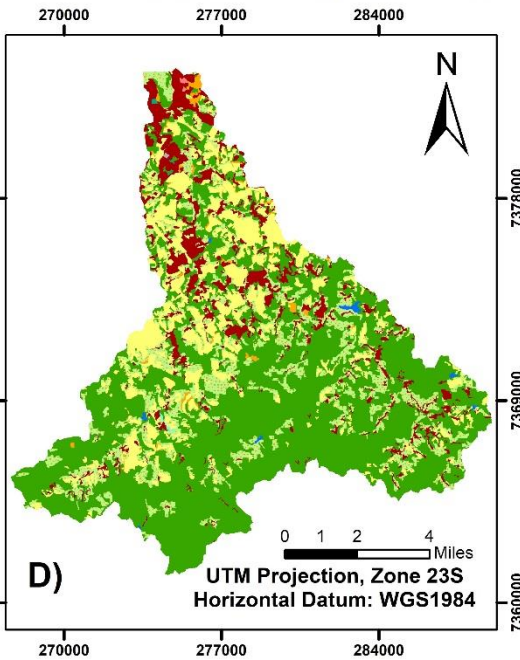 270000 277000 284000
N
7378000
7369000
7360000
0 1 2 4
Miles
D)
UTM Projection, Zone 23S
Horizontal Datum: WGS1984
270000 277000 284000